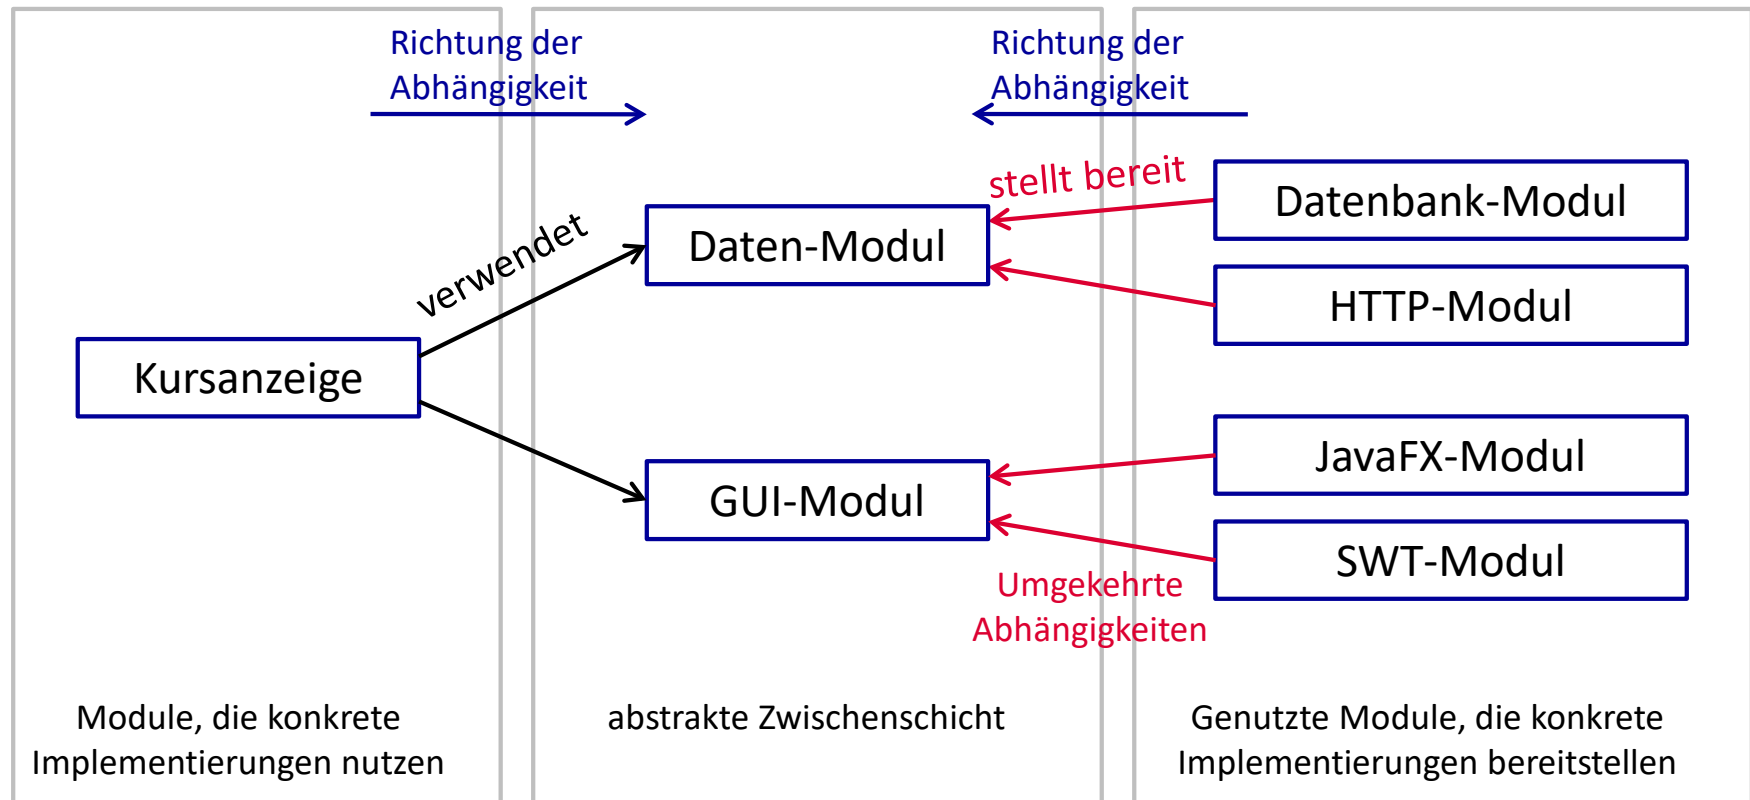 Richtung der
Abhängigkeit
Richtung der
Abhängigkeit
stellt bereit
Datenbank-Modul
verwendet
Daten-Modul
HTTP-Modul
Kursanzeige
JavaFX-Modul
GUI-Modul
SWT-Modul
Umgekehrte
Abhängigkeiten
Module, die konkrete
Implementierungen nutzen
abstrakte Zwischenschicht
Genutzte Module, die konkrete
Implementierungen bereitstellen